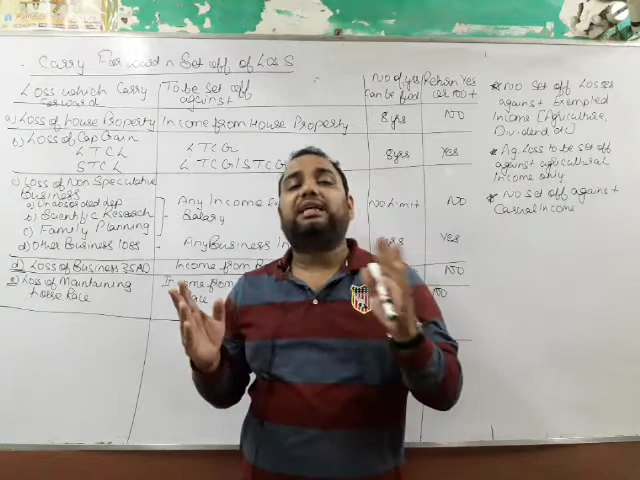 Carry Forward n Set off of Loss
Loss which Carry
Forward
To be Set off
against
No of yrs
can be
Return Yes
or Not
a) Loss of house Property
Income from House Property
8 yrs
NO
b) Loss of Cap Gain
LTCL
STCL
LTCG
LTCG/STCG
8yrs
Yes
c) Loss of Non Speculative
Business
a) Unabsorbed dep
b) Scientific Research
c) Family Planning
Any Income
Salary
No Limit
NO
d) Other Business loss
Any Business In
Yes
d) Loss of Business 35AD
Income from
NO
e) Loss of Maintaining
horse Race
Income from
NO
* No Set off Losses
against Exempted
Income (Agriculture,
Dividend etc)
* Ag Loss to be set off
against agricultural
income only
* No Set off against
Casual income